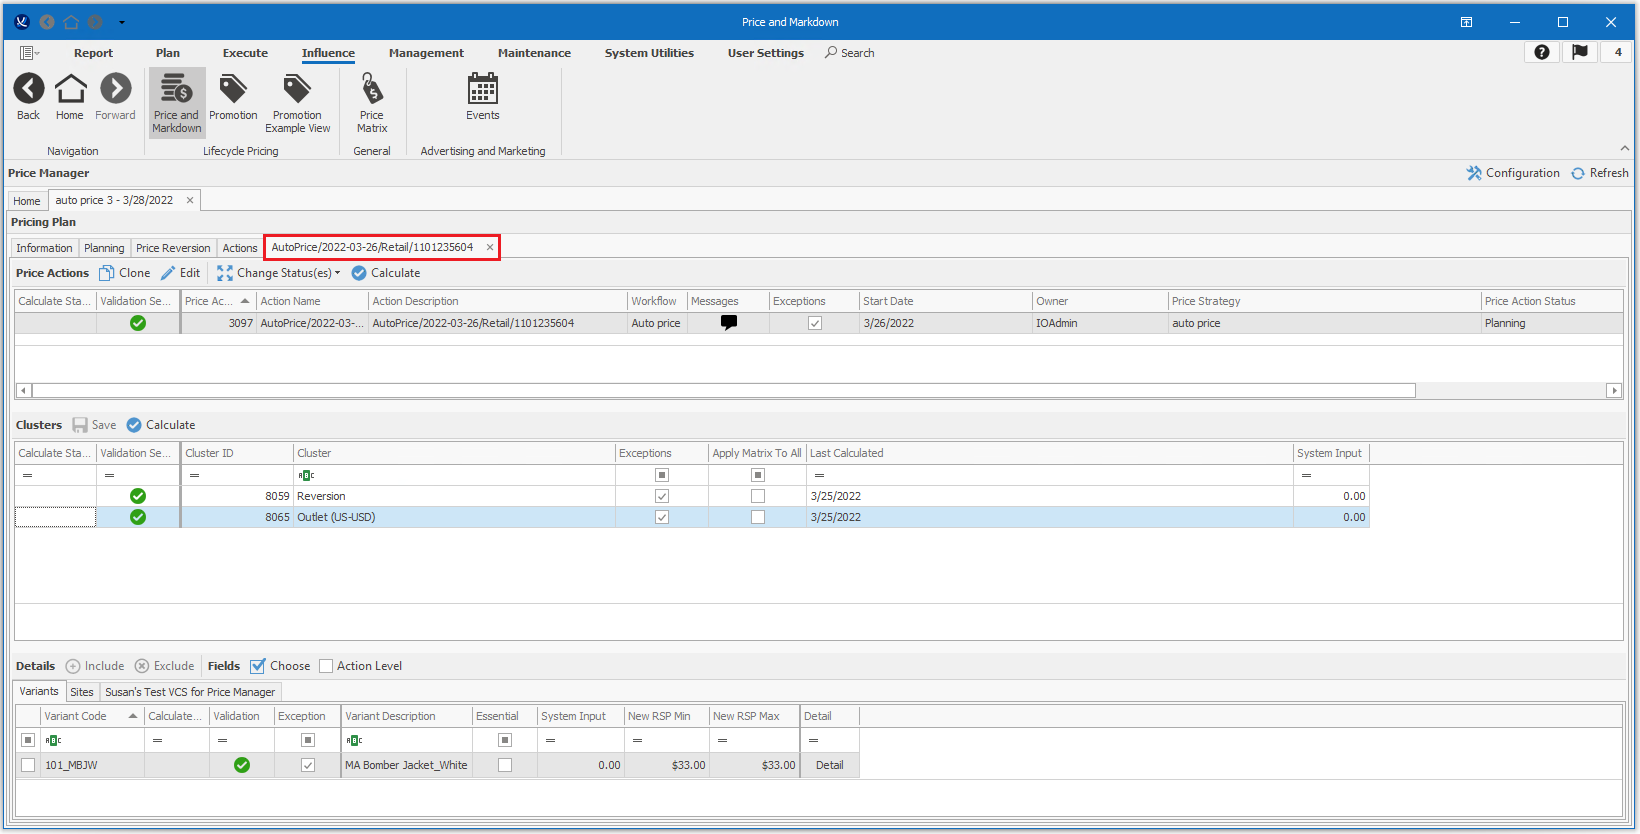 Price and Markdown
Report Plan Execute Influence Management Maintenance System Utilities User Settings Search 4
Back Home Forward Price and Markdown Promotion Promotion Example View Price Matrix Events
Navigation Lifecycle Pricing General Advertising and Marketing
Price Manager Configuration Refresh
Home auto price 3 - 3/28/2022
Pricing Plan
Information Planning Price Reversion Actions AutoPrice/2022-03-26/Retail/1101235604
Price Actions Clone Edit Change Status(es) Calculate
Calculate Sta... Validation Se... Price Ac... Action Name Action Description Workflow Messages Exceptions Start Date Owner Price Strategy Price Action Status
3097 AutoPrice/2022-03-... AutoPrice/2022-03-26/Retail/1101235604 Auto price 3/26/2022 IOAdmin auto price Planning
Clusters Save Calculate
Calculate Sta... Validation Se... Cluster ID Cluster Exceptions Apply Matrix To All Last Calculated System Input
= = = ABC = =
8059 Reversion 3/25/2022 0.00
8065 Outlet (US-USD) 3/25/2022 0.00
Details Include Exclude Fields Choose Action Level
Variants Sites Susan's Test VCS for Price Manager
Variant Code Calculate... Validation Exception Variant Description Essential System Input New RSP Min New RSP Max Detail
ABC = = ABC = = = =
101_MBJW MA Bomber Jacket_White 0.00 $33.00 $33.00 Detail